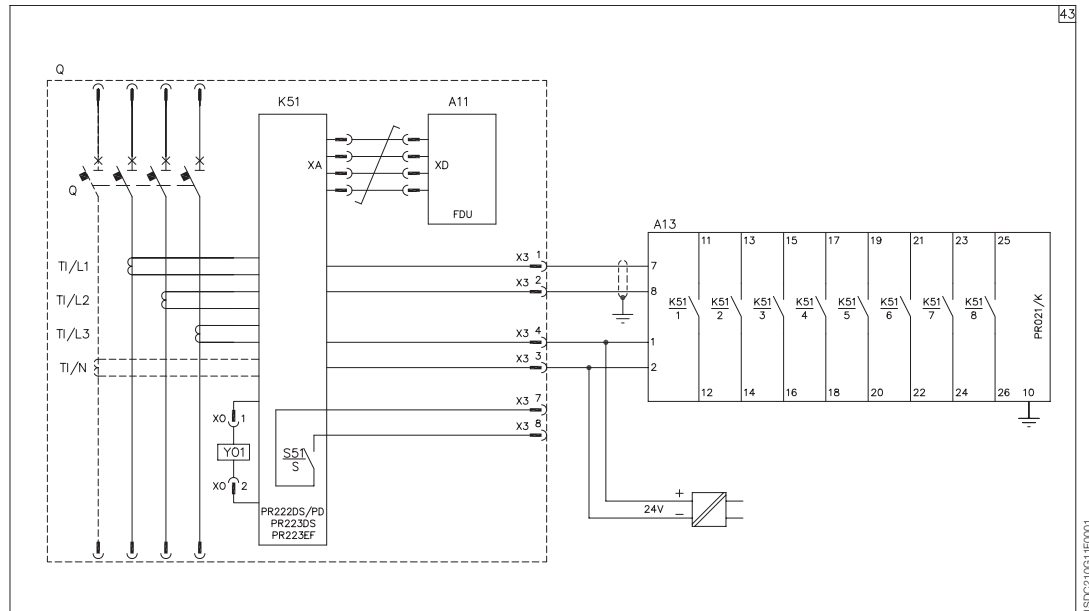 43
Q
K51
A11
XA
XD
FDU
Q
TI/L1
TI/L2
TI/L3
TI/N
X3 1
X3 2
X3 4
X3 3
X3 7
X3 8
XO 1
YO1
XO 2
S51
S
PR222DS/PD
PR223DS
PR223EF
A13
11 13 15 17 19 21 23 25
7
8
1
2
K51 K51 K51 K51 K51 K51 K51 K51
1 2 3 4 5 6 7 8
PR021/K
12 14 16 18 20 22 24 26 10
24V
+
−
1SDC210G11F0001